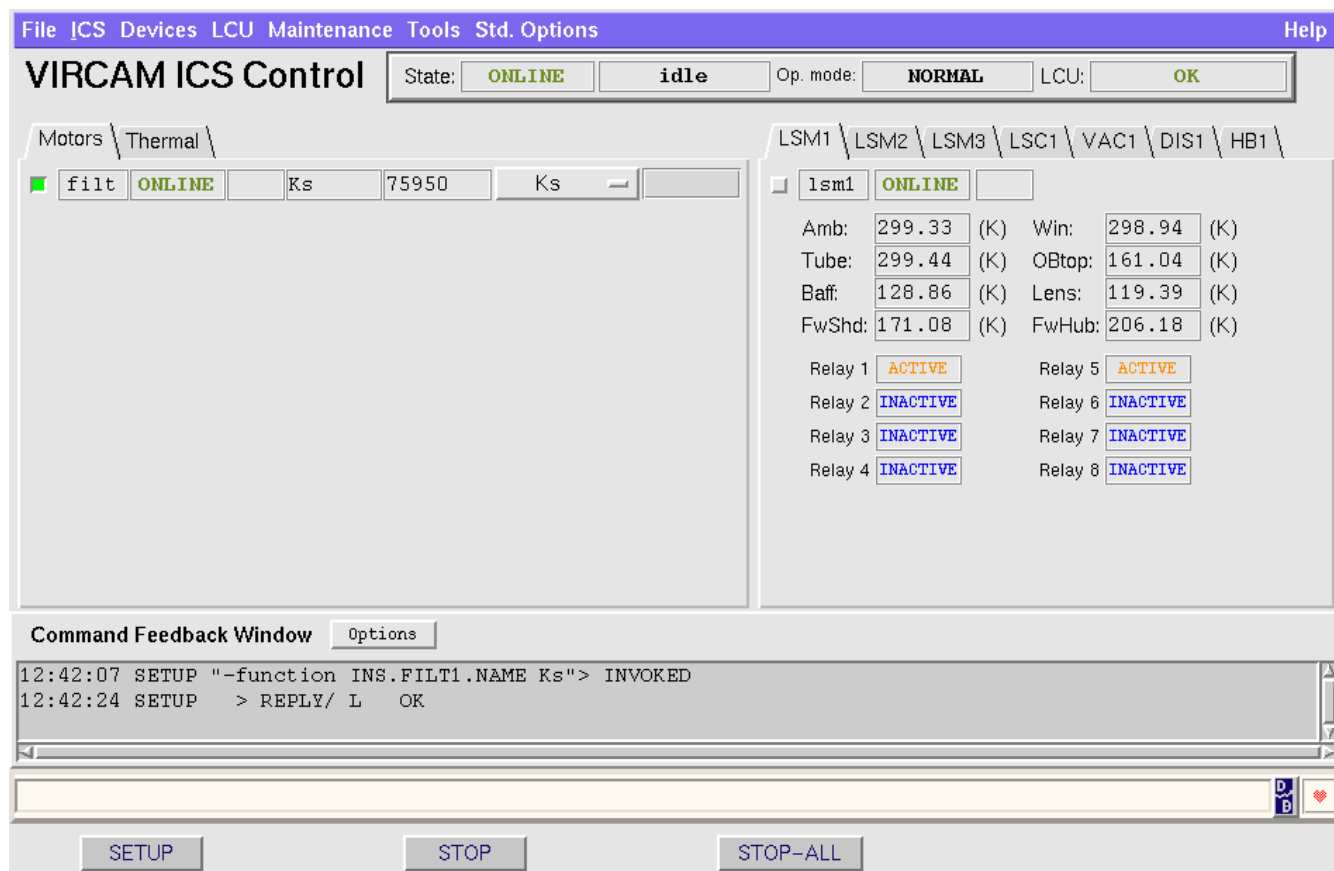 File ICS Devices LCU Maintenance Tools Std. Options Help
VIRCAM ICS Control State: ONLINE idle Op. mode: NORMAL LCU: OK
Motors Thermal
filt ONLINE Ks 75950 Ks
LSM1 LSM2 LSM3 LSC1 VAC1 DIS1 HB1
lsm1 ONLINE
Amb: 299.33 (K) Win: 298.94 (K)
Tube: 299.44 (K) OBtop: 161.04 (K)
Baff: 128.86 (K) Lens: 119.39 (K)
FwShd: 171.08 (K) FwHub: 206.18 (K)
Relay 1 ACTIVE Relay 5 ACTIVE
Relay 2 INACTIVE Relay 6 INACTIVE
Relay 3 INACTIVE Relay 7 INACTIVE
Relay 4 INACTIVE Relay 8 INACTIVE
Command Feedback Window Options
12:42:07 SETUP "-function INS.FILT1.NAME Ks"> INVOKED
12:42:24 SETUP > REPLY/ L OK
D D
SETUP STOP STOP-ALL